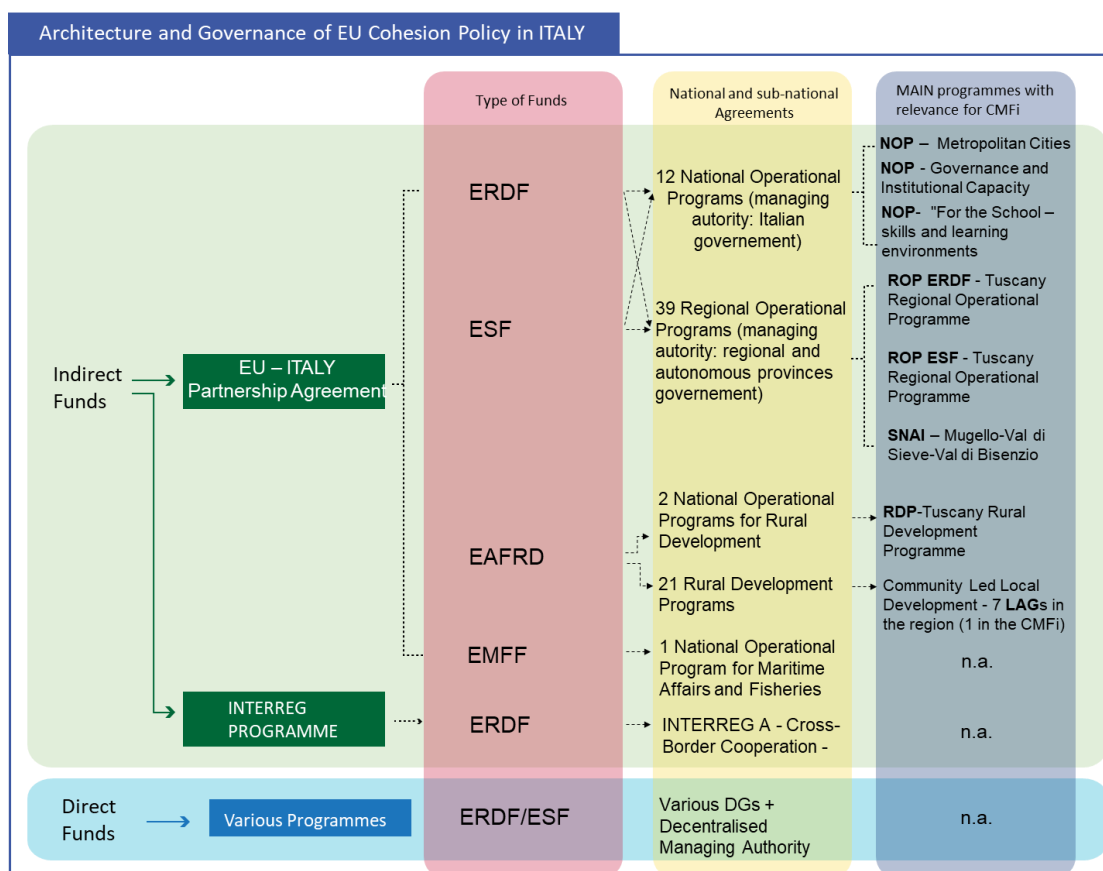 Architecture and Governance of EU Cohesion Policy in ITALY
Type of Funds
National and sub-national
Agreements
MAIN programmes with
relevance for CMFi
Indirect
Funds
EU – ITALY
Partnership Agreement
ERDF
12 National Operational
Programs (managing
autority: Italian
governement)
NOP – Metropolitan Cities
NOP - Governance and
Institutional Capacity
NOP- "For the School –
skills and learning
environments
ESF
39 Regional Operational
Programs (managing
autority: regional and
autonomous provinces
governement)
ROP ERDF - Tuscany
Regional Operational
Programme
ROP ESF - Tuscany
Regional Operational
Programme
SNAI – Mugello-Val di
Sieve-Val di Bisenzio
EAFRD
2 National Operational
Programs for Rural
Development
RDP-Tuscany Rural
Development
Programme
21 Rural Development
Programs
Community Led Local
Development - 7 LAGs in
the region (1 in the CMFi)
EMFF
1 National Operational
Program for Maritime
Affairs and Fisheries
n.a.
INTERREG
PROGRAMME
ERDF
INTERREG A - Cross-
Border Cooperation -
n.a.
Direct
Funds
Various Programmes
ERDF/ESF
Various DGs +
Decentralised
Managing Authority
n.a.